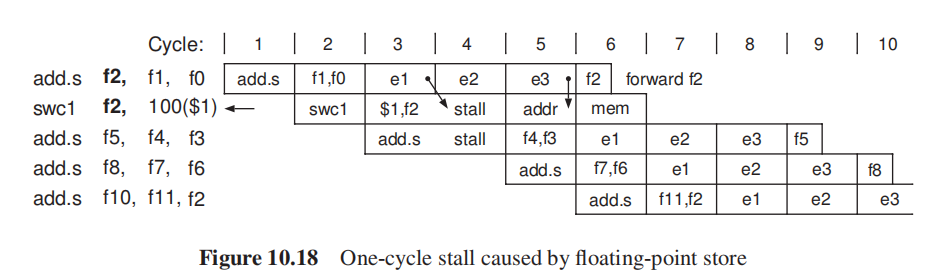 Cycle: 1 2 3 4 5 6 7 8 9 10
add.s f2, f1, f0 add.s f1,f0 e1 e2 e3 f2 forward f2
swc1 f2, 100($1) swc1 $1,f2 stall addr mem
add.s f5, f4, f3 add.s stall f4,f3 e1 e2 e3 f5
add.s f8, f7, f6 add.s f7,f6 e1 e2 e3 f8
add.s f10, f11, f2 add.s f11,f2 e1 e2 e3
Figure 10.18 One-cycle stall caused by floating-point store